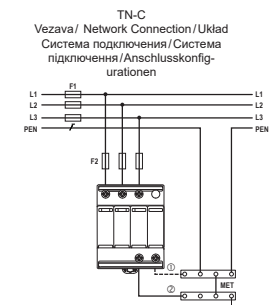 TN-C
Vezava/ Network Connection/Układ
Система подключения/Система
підключення/Anschlusskonfig-
urationen
F1
L1 L1
L2 L2
L3 L3
PEN PEN
F2
①
MET
②